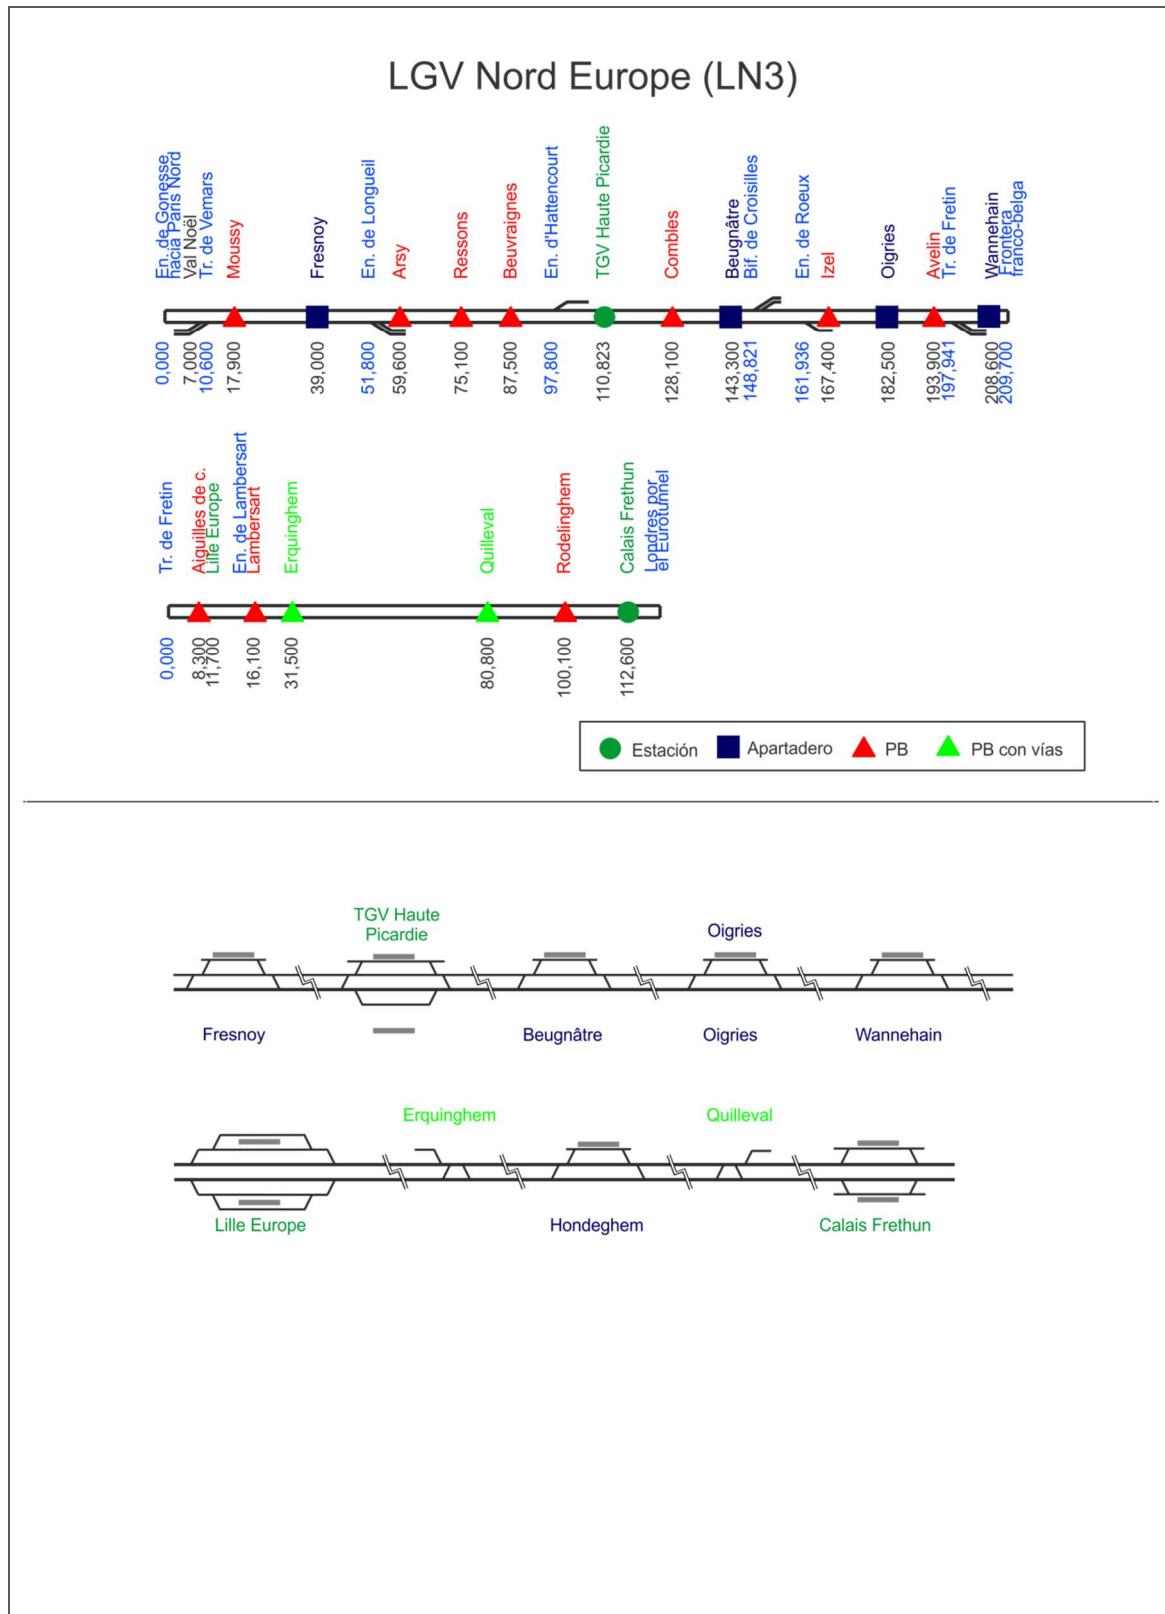 LGV Nord Europe (LN3)
En. de Gonesse,
hacia Paris Nord
Val Noël
Tr. de Vemars
Moussy
Fresnoy
En. de Longueil
Arsy
Ressons
Beuvraignes
En. d'Hattencourt
TGV Haute Picardie
Combles
Beugnâtre
Bif. de Croisilles
En. de Roeux
Izel
Oigries
Avelin
Tr. de Fretin
Wannehain
Frontera
franco-belga
0,000
7,000
10,600
17,900
39,000
51,800
59,600
75,100
87,500
97,800
110,823
128,100
143,300
148,821
161,936
167,400
182,500
193,900
197,941
208,600
209,700
Tr. de Fretin
Aiguilles de c.
Lille Europe
En. de Lambersart
Lambersart
Erquinghem
Quilleval
Rodelinghem
Calais Frethun
Londres por
el Eurotunnel
0,000
8,300
11,700
16,100
31,500
80,800
100,100
112,600
Estación
Apartadero
PB
PB con vías
TGV Haute
Picardie
Oigries
Fresnoy
Beugnâtre
Oigries
Wannehain
Erquinghem
Quilleval
Lille Europe
Hondeghem
Calais Frethun